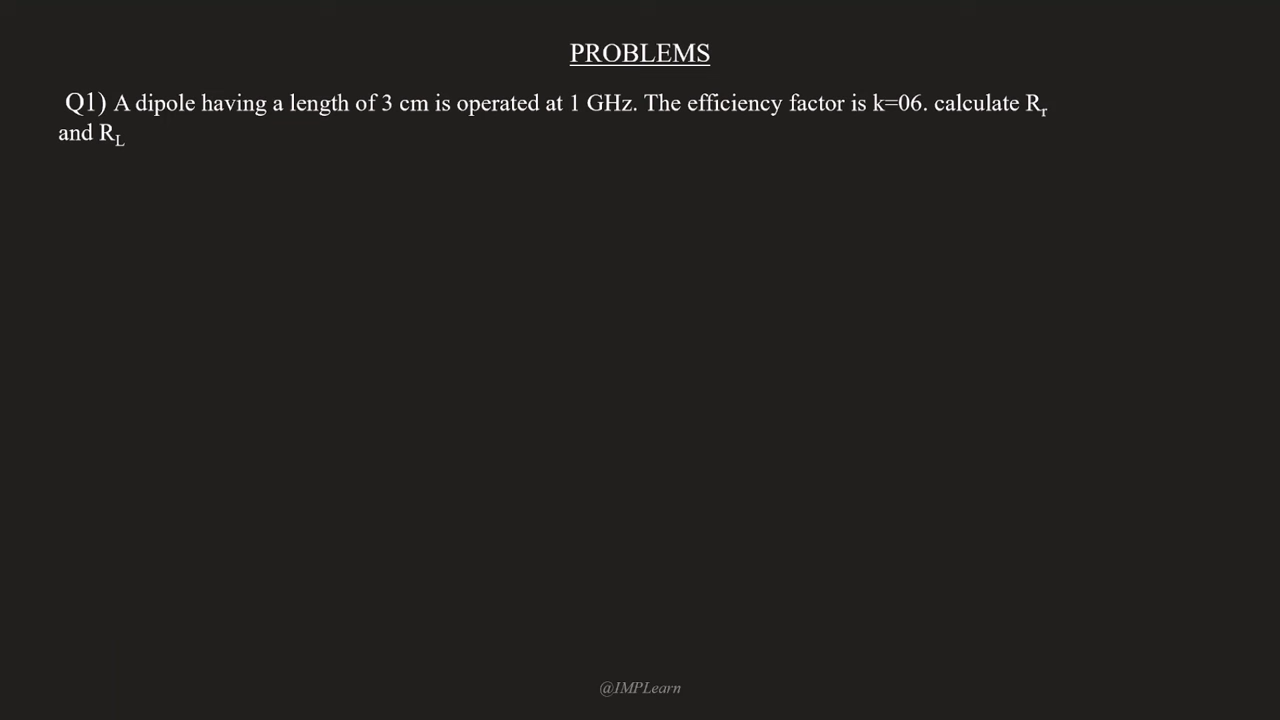 PROBLEMS
Q1) A dipole having a length of 3 cm is operated at 1 GHz. The efficiency factor is k=06. calculate Rr
and RL
@IMPLearn